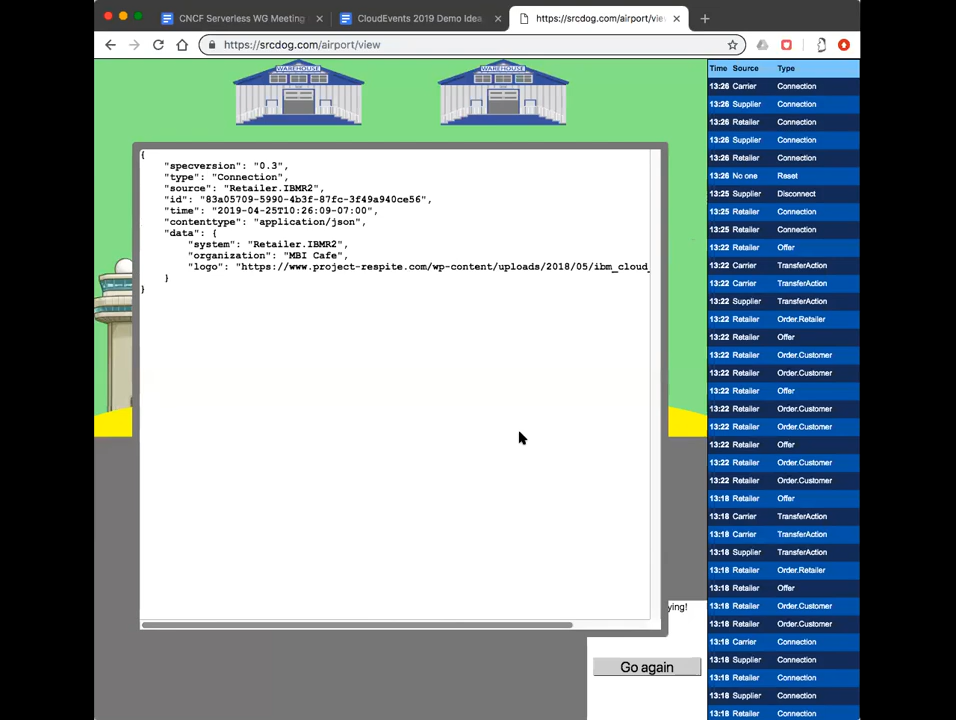 CNCF Serverless WG Meeting
CloudEvents 2019 Demo Idea
https://srcdog.com/airport/vie
https://srcdog.com/airport/view
WAREHOUSE
WAREHOUSE
{
"specversion": "0.3",
"type": "Connection",
"source": "Retailer.IBMR2",
"id": "83a05709-5990-4b3f-87fc-3f49a940ce56",
"time": "2019-04-25T10:26:09-07:00",
"contenttype": "application/json",
"data": {
"system": "Retailer.IBMR2",
"organization": "MBI Cafe",
"logo": "https://www.project-respite.com/wp-content/uploads/2018/05/ibm_cloud_
}
}
ying!
Go again
Time Source Type
13:26 Carrier Connection
13:26 Supplier Connection
13:26 Retailer Connection
13:26 Supplier Connection
13:26 Retailer Connection
13:26 No one Reset
13:25 Supplier Disconnect
13:25 Retailer Connection
13:25 Retailer Connection
13:22 Retailer Offer
13:22 Carrier TransferAction
13:22 Carrier TransferAction
13:22 Supplier TransferAction
13:22 Retailer Order.Retailer
13:22 Retailer Offer
13:22 Retailer Order.Customer
13:22 Retailer Order.Customer
13:22 Retailer Offer
13:22 Retailer Order.Customer
13:22 Retailer Order.Customer
13:22 Retailer Offer
13:22 Retailer Order.Customer
13:22 Retailer Order.Customer
13:18 Retailer Offer
13:18 Carrier TransferAction
13:18 Carrier TransferAction
13:18 Supplier TransferAction
13:18 Retailer Order.Retailer
13:18 Retailer Offer
13:18 Retailer Order.Customer
13:18 Retailer Order.Customer
13:18 Carrier Connection
13:18 Supplier Connection
13:18 Retailer Connection
13:18 Supplier Connection
13:18 Retailer Connection